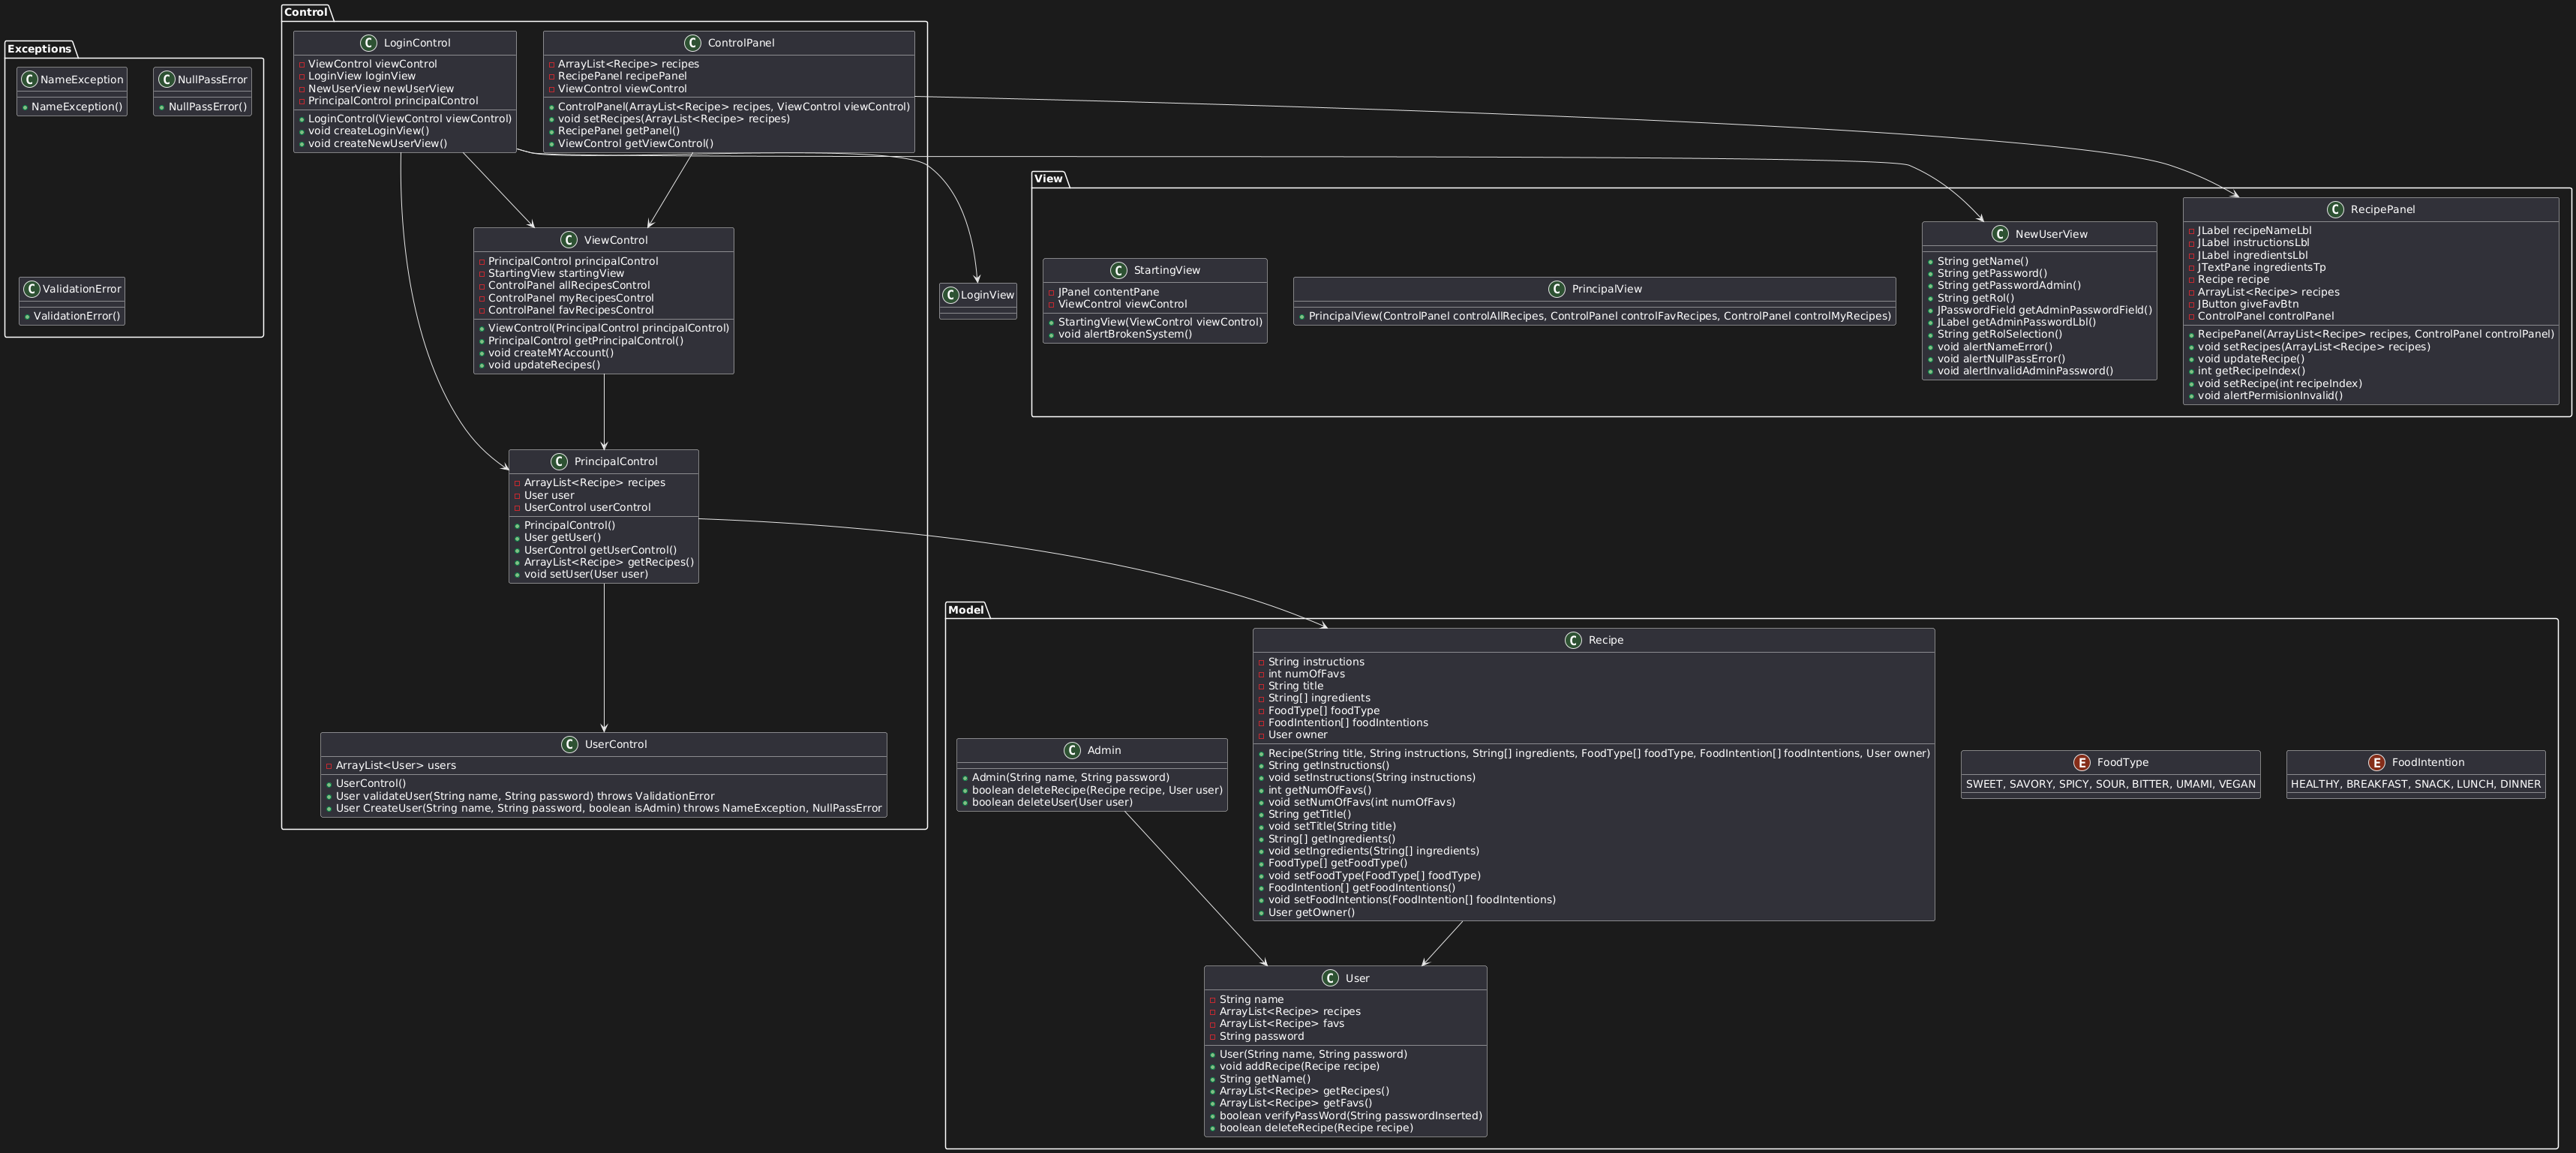 Exceptions
NameException
NameException()
NullPassError
NullPassError()
ValidationError
ValidationError()
Control
LoginControl
ViewControl viewControl
LoginView loginView
NewUserView newUserView
PrincipalControl principalControl
LoginControl(ViewControl viewControl)
void createLoginView()
void createNewUserView()
ControlPanel
ArrayList<Recipe> recipes
RecipePanel recipePanel
ViewControl viewControl
ControlPanel(ArrayList<Recipe> recipes, ViewControl viewControl)
void setRecipes(ArrayList<Recipe> recipes)
RecipePanel getPanel()
ViewControl getViewControl()
ViewControl
PrincipalControl principalControl
StartingView startingView
ControlPanel allRecipesControl
ControlPanel myRecipesControl
ControlPanel favRecipesControl
ViewControl(PrincipalControl principalControl)
PrincipalControl getPrincipalControl()
void createMYAccount()
void updateRecipes()
PrincipalControl
ArrayList<Recipe> recipes
User user
UserControl userControl
PrincipalControl()
User getUser()
UserControl getUserControl()
ArrayList<Recipe> getRecipes()
void setUser(User user)
UserControl
ArrayList<User> users
UserControl()
User validateUser(String name, String password) throws ValidationError
User CreateUser(String name, String password, boolean isAdmin) throws NameException, NullPassError
LoginView
View
StartingView
JPanel contentPane
ViewControl viewControl
StartingView(ViewControl viewControl)
void alertBrokenSystem()
PrincipalView
PrincipalView(ControlPanel controlAllRecipes, ControlPanel controlFavRecipes, ControlPanel controlMyRecipes)
NewUserView
String getName()
String getPassword()
String getPasswordAdmin()
String getRol()
JPasswordField getAdminPasswordField()
JLabel getAdminPasswordLbl()
String getRolSelection()
void alertNameError()
void alertNullPassError()
void alertInvalidAdminPassword()
RecipePanel
JLabel recipeNameLbl
JLabel instructionsLbl
JLabel ingredientsLbl
JTextPane ingredientsTp
Recipe recipe
ArrayList<Recipe> recipes
JButton giveFavBtn
ControlPanel controlPanel
RecipePanel(ArrayList<Recipe> recipes, ControlPanel controlPanel)
void setRecipes(ArrayList<Recipe> recipes)
void updateRecipe()
int getRecipeIndex()
void setRecipe(int recipeIndex)
void alertPermisionInvalid()
Model
Admin
Admin(String name, String password)
boolean deleteRecipe(Recipe recipe, User user)
boolean deleteUser(User user)
Recipe
String instructions
int numOfFavs
String title
String[] ingredients
FoodType[] foodType
FoodIntention[] foodIntentions
User owner
Recipe(String title, String instructions, String[] ingredients, FoodType[] foodType, FoodIntention[] foodIntentions, User owner)
String getInstructions()
void setInstructions(String instructions)
int getNumOfFavs()
void setNumOfFavs(int numOfFavs)
String getTitle()
void setTitle(String title)
String[] getIngredients()
void setIngredients(String[] ingredients)
FoodType[] getFoodType()
void setFoodType(FoodType[] foodType)
FoodIntention[] getFoodIntentions()
void setFoodIntentions(FoodIntention[] foodIntentions)
User getOwner()
FoodType
SWEET, SAVORY, SPICY, SOUR, BITTER, UMAMI, VEGAN
FoodIntention
HEALTHY, BREAKFAST, SNACK, LUNCH, DINNER
User
String name
ArrayList<Recipe> recipes
ArrayList<Recipe> favs
String password
User(String name, String password)
void addRecipe(Recipe recipe)
String getName()
ArrayList<Recipe> getRecipes()
ArrayList<Recipe> getFavs()
boolean verifyPassWord(String passwordInserted)
boolean deleteRecipe(Recipe recipe)